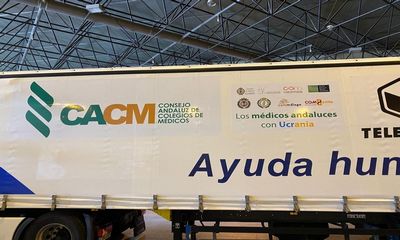 CACM
CONSEJO
ANDALUZ DE
COLEGIOS DE
MÉDICOS
Los médicos andaluces
con Ucrania
TELE
Ayuda hum